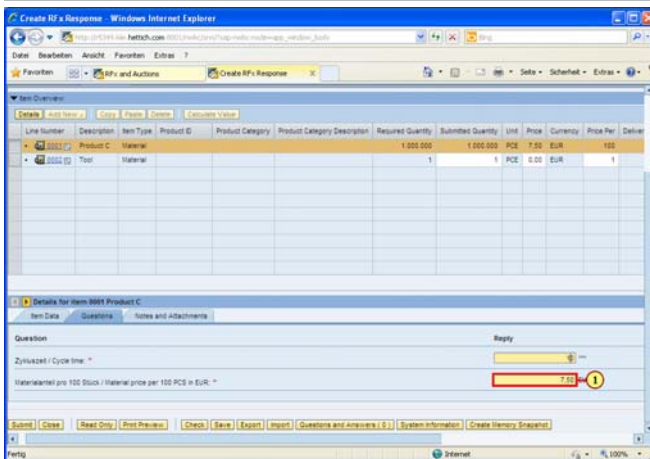 Create RFx Response - Windows Internet Explorer
hettich.com
Bing
Datei Bearbeiten Ansicht Favoriten Extras ?
Favoriten RFx and Auctions Create RFx Response X Seite Sicherheit Extras
Item Overview
Details Add New Copy Paste Delete Calculate Value
Line Number Description Item Type Product ID Product Category Product Category Description Required Quantity Submitted Quantity Unit Price Currency Price Per Deliver
0001 Product C Material 1.000.000 1.000.000 PCE 7.50 EUR 100
0002 Tool Material 1 1 PCE 0.00 EUR 1
Details for item 0001 Product C
Item Data Questions Notes and Attachments
Question Reply
Zykluszeit / Cycle time: *
Materialanteil pro 100 Stück / Material price per 100 PCS in EUR: * 7,50 1
Submit Close Read Only Print Preview Check Save Export Import Questions and Answers ( 0 ) System Information Create Memory Snapshot
Fertig Internet 100%